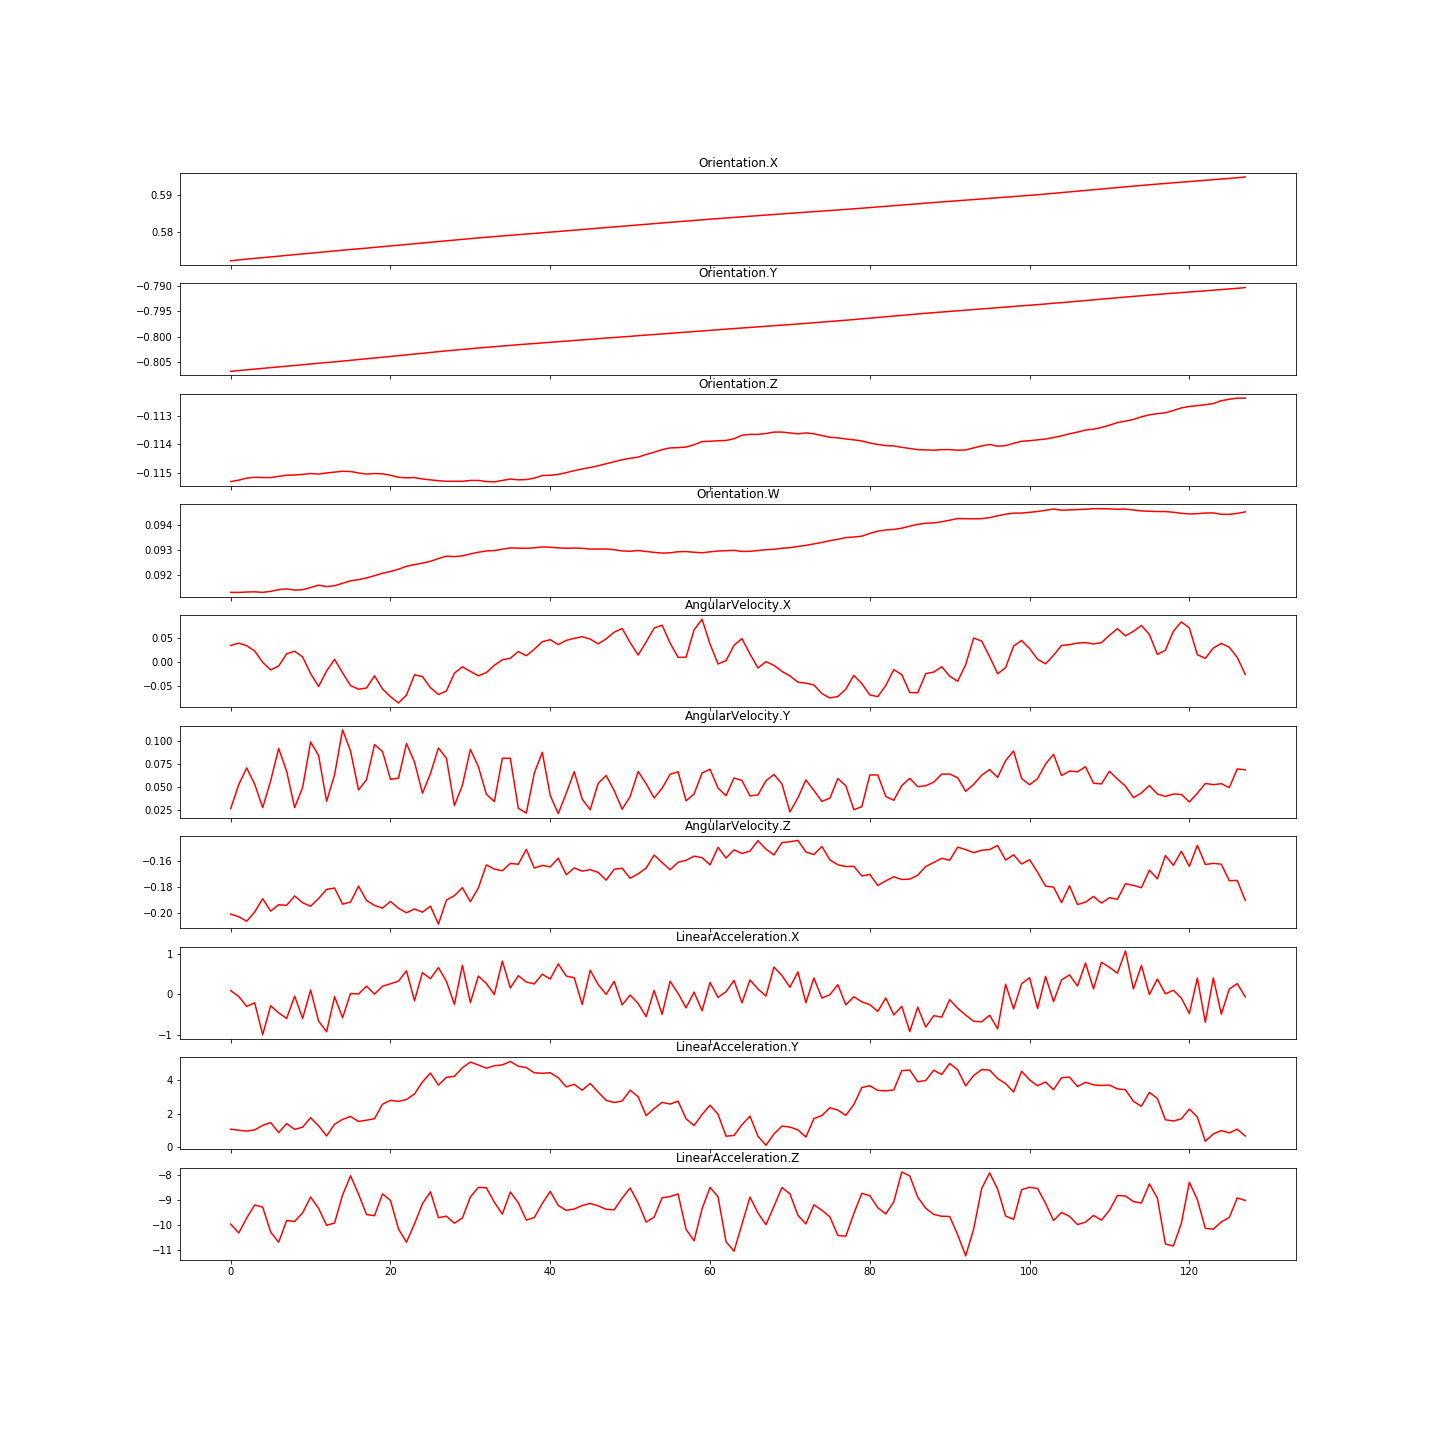 Orientation.X
0.59
0.58
Orientation.Y
−0.790
−0.795
−0.800
−0.805
Orientation.Z
−0.113
−0.114
−0.115
Orientation.W
0.094
0.093
0.092
AngularVelocity.X
0.05
0.00
−0.05
AngularVelocity.Y
0.100
0.075
0.050
0.025
AngularVelocity.Z
−0.16
−0.18
−0.20
LinearAcceleration.X
1
0
−1
LinearAcceleration.Y
4
2
0
LinearAcceleration.Z
−8
−9
−10
−11
0 20 40 60 80 100 120